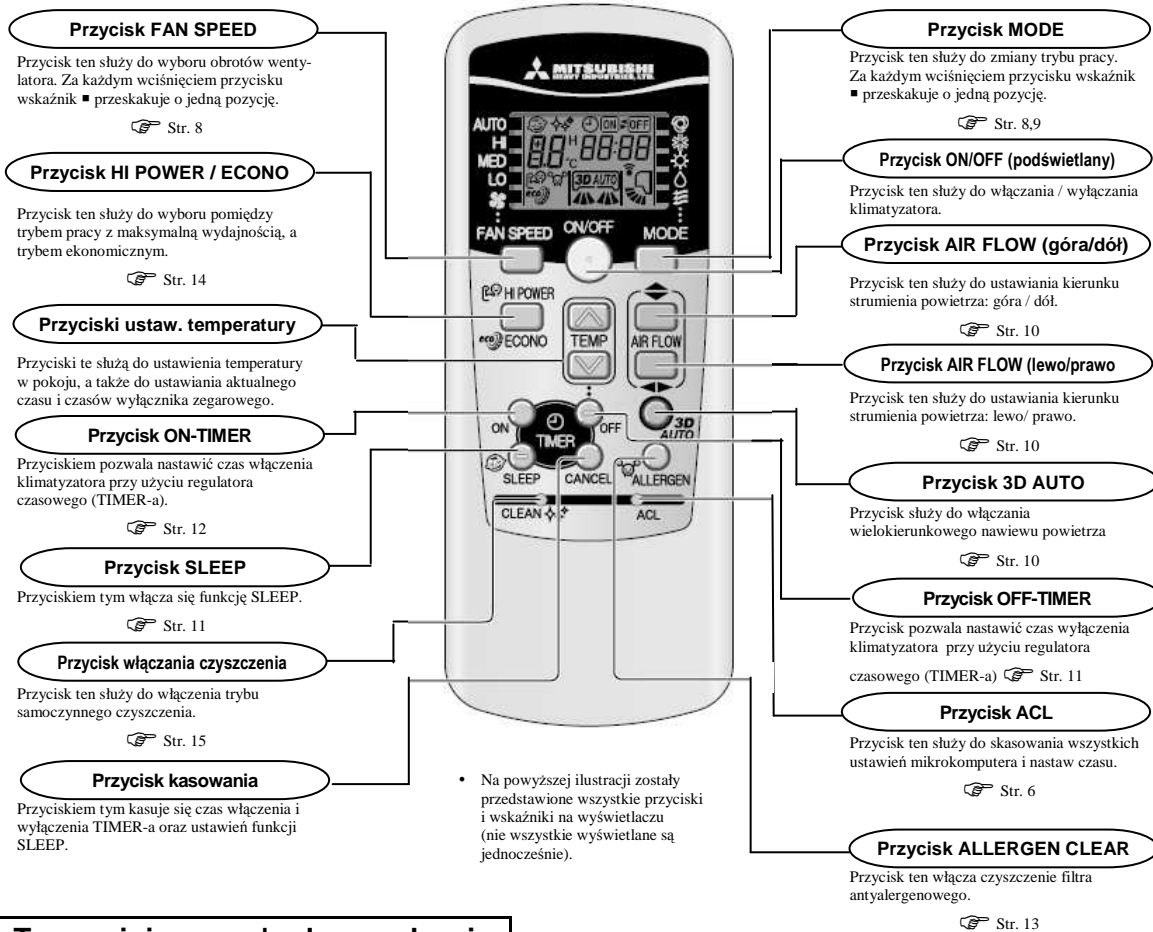 Przycisk FAN SPEED
Przycisk ten służy do wyboru obrotów wenty-
latora. Za każdym wciśnięciem przycisku
wskaźnik ■ przeskakuje o jedną pozycję.
☞ Str. 8
Przycisk HI POWER / ECONO
Przycisk ten służy do wyboru pomiędzy
trybem pracy z maksymalną wydajnością, a
trybem ekonomicznym.
☞ Str. 14
Przyciski ustaw. temperatury
Przyciski te służą do ustawienia temperatury
w pokoju, a także do ustawiania aktualnego
czasu i czasów wyłącznika zegarowego.
Przycisk ON-TIMER
Przyciskiem pozwala nastawić czas włączenia
klimatyzatora przy użyciu regulatora
czasowego (TIMER-a).
☞ Str. 12
Przycisk SLEEP
Przyciskiem tym włącza się funkcję SLEEP.
☞ Str. 11
Przycisk włączania czyszczenia
Przycisk ten służy do włączenia trybu
samoczynnego czyszczenia.
☞ Str. 15
Przycisk kasowania
Przyciskiem tym kasuje się czas włączenia i
wyłączenia TIMER-a oraz ustawień funkcji
SLEEP.
MITSUBISHI
HEAVY INDUSTRIES, LTD.
AUTO
HI
MED
LO
ON OFF
88 H 88:88
°C
3D AUTO
eco
FAN SPEED ON/OFF MODE
HI POWER
eco ECONO TEMP AIR FLOW
ON TIMER OFF 3D AUTO
SLEEP CANCEL ALLERGEN
CLEAN ACL
• Na powyższej ilustracji zostały
przedstawione wszystkie przyciski
i wskaźniki na wyświetlaczu
(nie wszystkie wyświetlane są
jednocześnie).
Przycisk MODE
Przycisk ten służy do zmiany trybu pracy.
Za każdym wciśnięciem przycisku wskaźnik
■ przeskakuje o jedną pozycję.
☞ Str. 8,9
Przycisk ON/OFF (podświetlany)
Przycisk ten służy do włączania / wyłączania
klimatyzatora.
Przycisk AIR FLOW (góra/dół)
Przycisk ten służy do ustawiania kierunku
strumienia powietrza: góra / dół.
☞ Str. 10
Przycisk AIR FLOW (lewo/prawo
Przycisk ten służy do ustawiania kierunku
strumienia powietrza: lewo/ prawo.
☞ Str. 10
Przycisk 3D AUTO
Przycisk służy do włączania
wielokierunkowego nawiewu powietrza
☞ Str. 10
Przycisk OFF-TIMER
Przycisk pozwala nastawić czas wyłączenia
klimatyzatora przy użyciu regulatora
czasowego (TIMER-a) ☞ Str. 11
Przycisk ACL
Przycisk ten służy do skasowania wszystkich
ustawień mikrokomputera i nastaw czasu.
☞ Str. 6
Przycisk ALLERGEN CLEAR
Przycisk ten włącza czyszczenie filtra
antyalergenowego.
☞ Str. 13